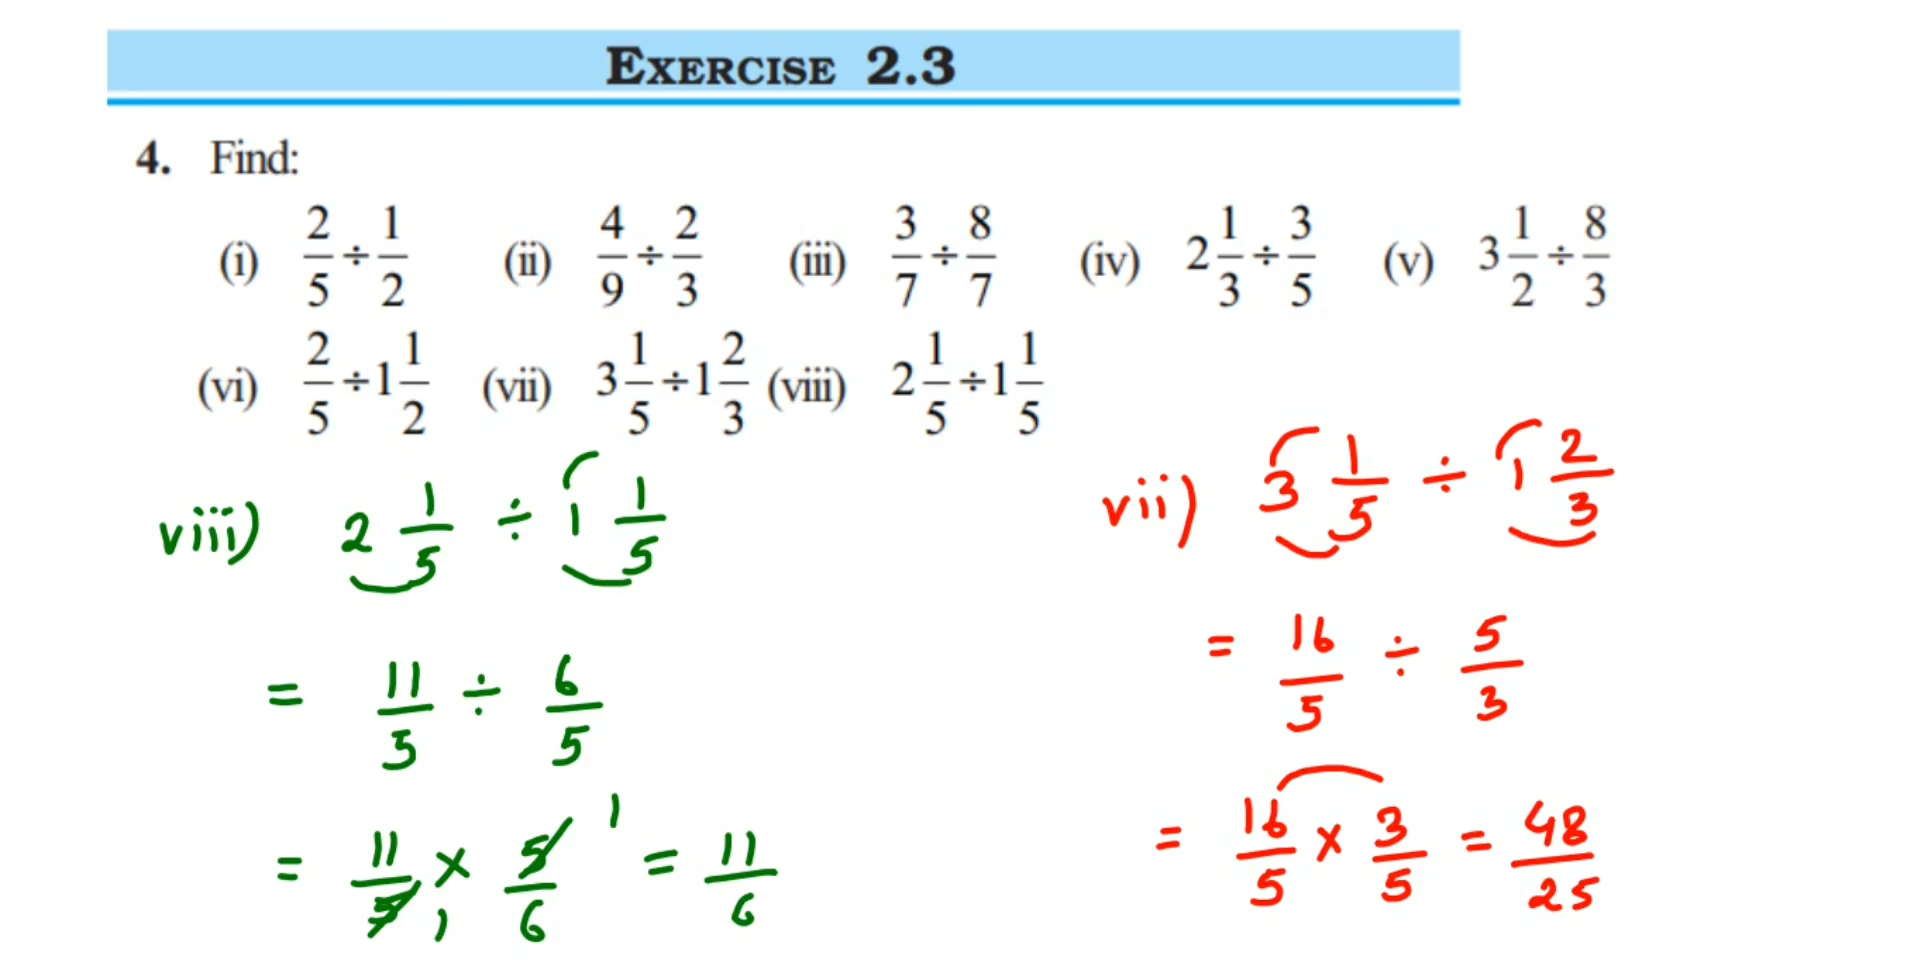 EXERCISE 2.3
4. Find:
(i) 2/5 ÷ 1/2 (ii) 4/9 ÷ 2/3 (iii) 3/7 ÷ 8/7 (iv) 2 1/3 ÷ 3/5 (v) 3 1/2 ÷ 8/3
(vi) 2/5 ÷ 1 1/2 (vii) 3 1/5 ÷ 1 2/3 (viii) 2 1/5 ÷ 1 1/5
viii) 2 1/5 ÷ 1 1/5
= 11/5 ÷ 6/5
= 11/5 1 × 5/6 1 = 11/6
vii) 3 1/5 ÷ 1 2/3
= 16/5 ÷ 5/3
= 16/5 × 3/5 = 48/25